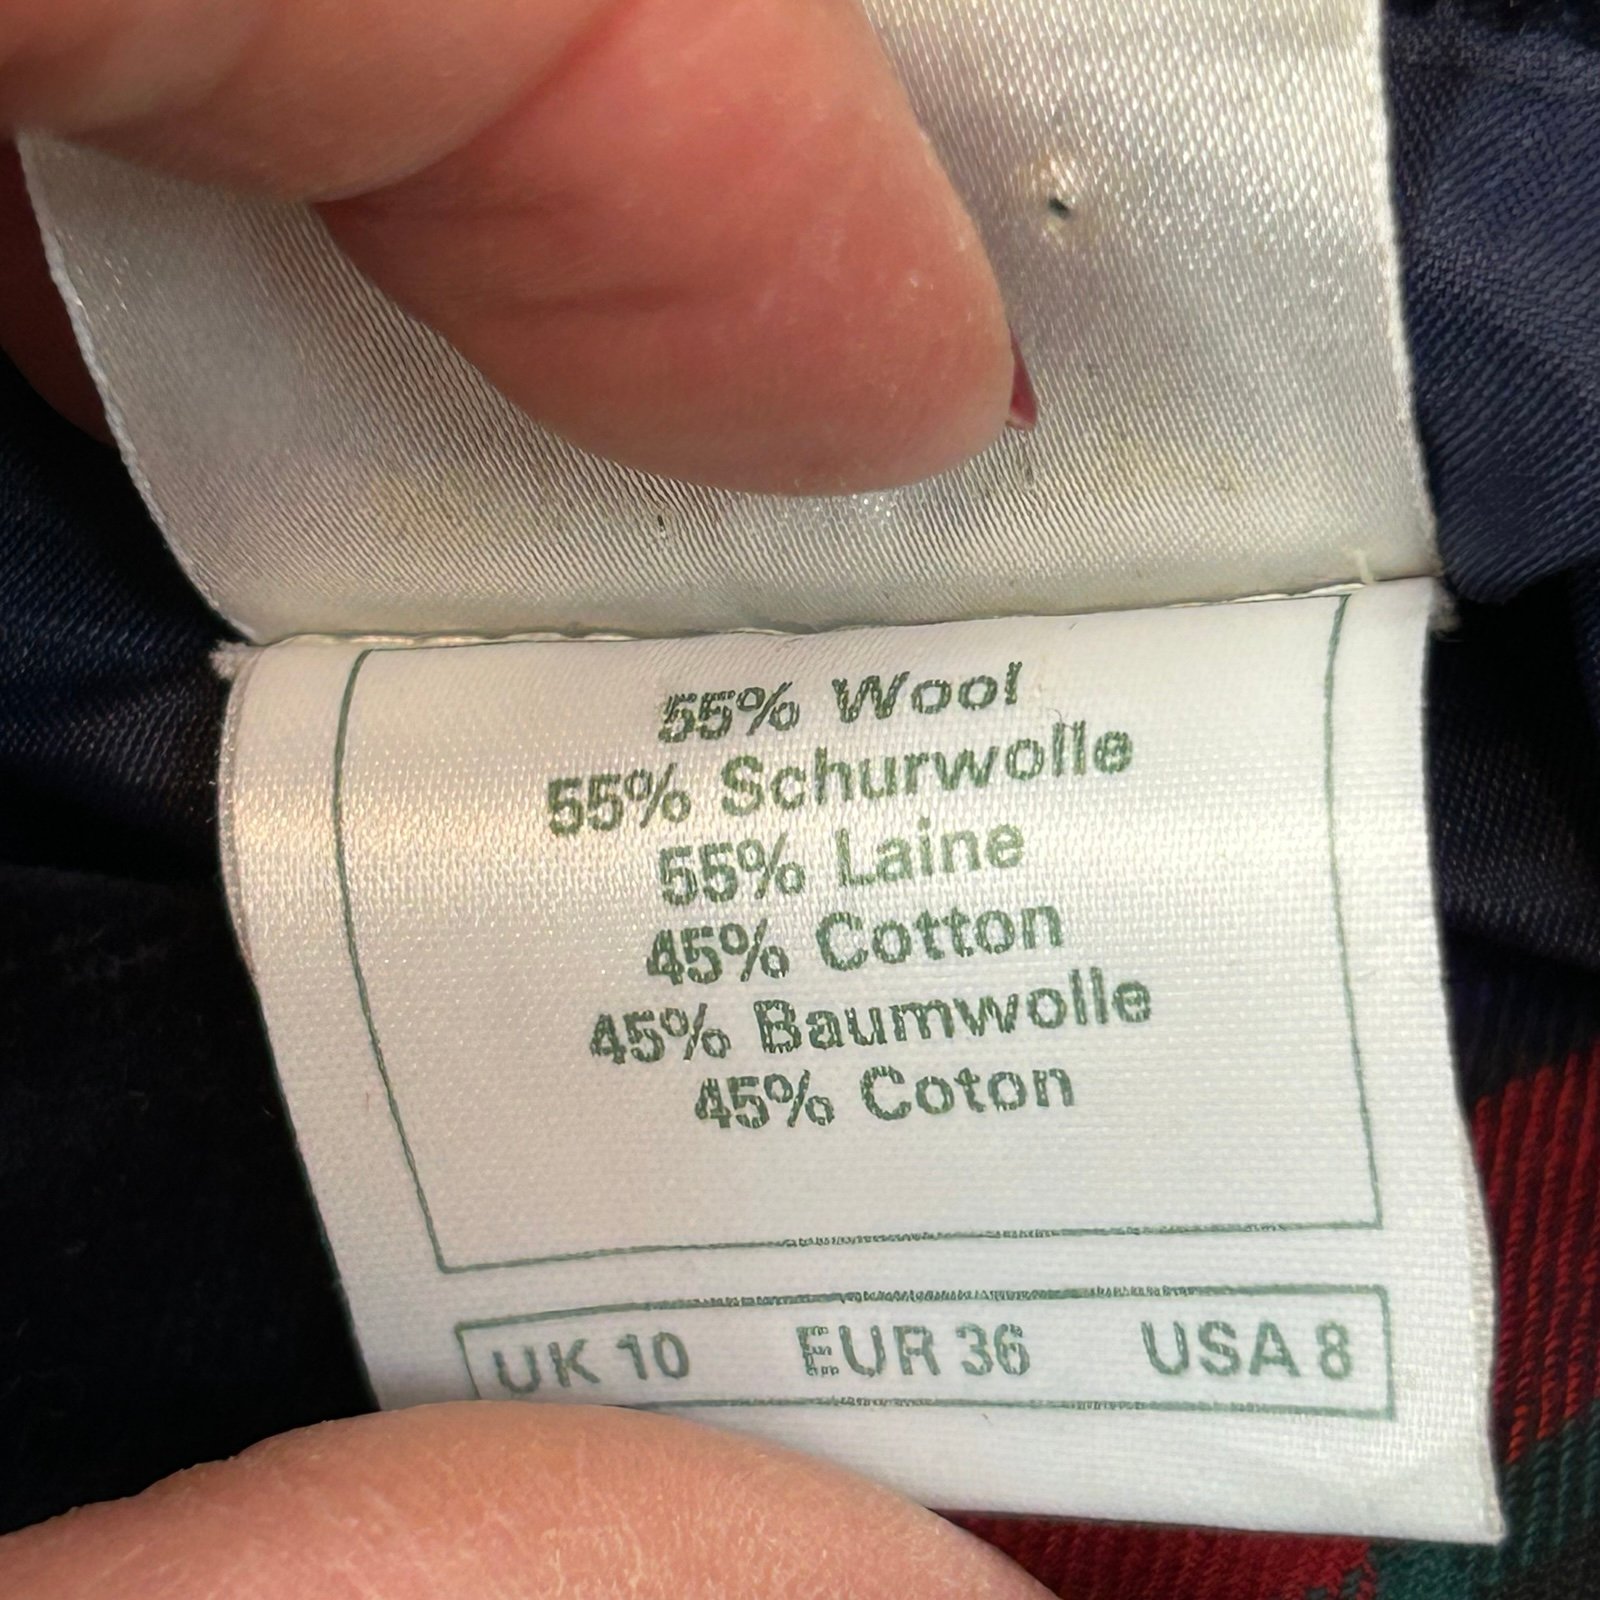 55% Wool
55% Schurwolle
55% Laine
45% Cotton
45% Baumwolle
45% Coton
UK 10 EUR 36 USA 8